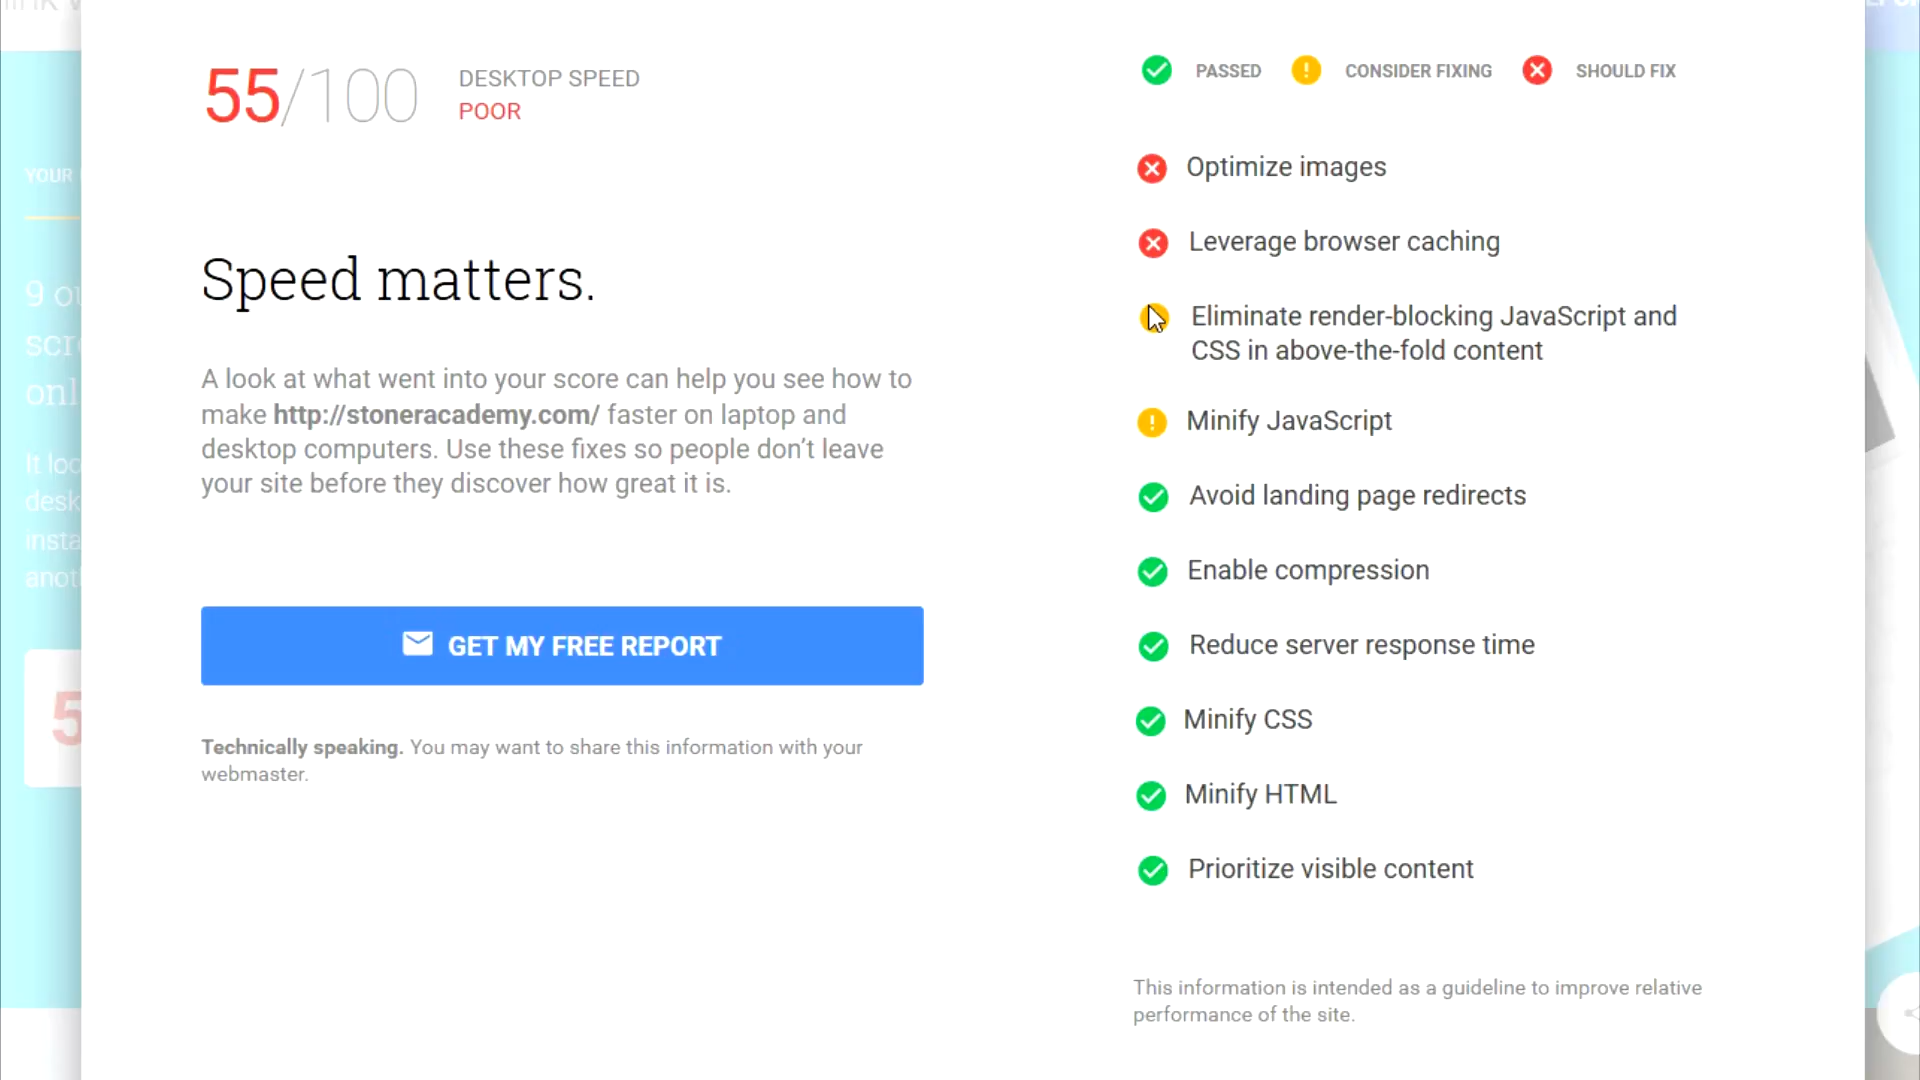 55/100
DESKTOP SPEED
POOR
Speed matters.
A look at what went into your score can help you see how to
make http://stoneracademy.com/ faster on laptop and
desktop computers. Use these fixes so people don’t leave
your site before they discover how great it is.
GET MY FREE REPORT
Technically speaking. You may want to share this information with your
webmaster.
PASSED
CONSIDER FIXING
SHOULD FIX
Optimize images
Leverage browser caching
Eliminate render-blocking JavaScript and
CSS in above-the-fold content
Minify JavaScript
Avoid landing page redirects
Enable compression
Reduce server response time
Minify CSS
Minify HTML
Prioritize visible content
This information is intended as a guideline to improve relative
performance of the site.
YOUR
9
5